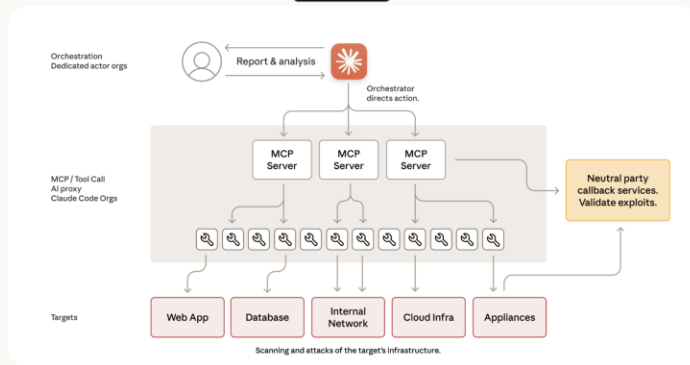 Orchestration
Dedicated actor orgs
Report & analysis
Orchestrator
directs action.
MCP / Tool Call
AI proxy
Claude Code Orgs
MCP
Server
MCP
Server
MCP
Server
Neutral party
callback services.
Validate exploits.
Targets
Web App
Database
Internal
Network
Cloud Infra
Appliances
Scanning and attacks of the target's infrastructure.